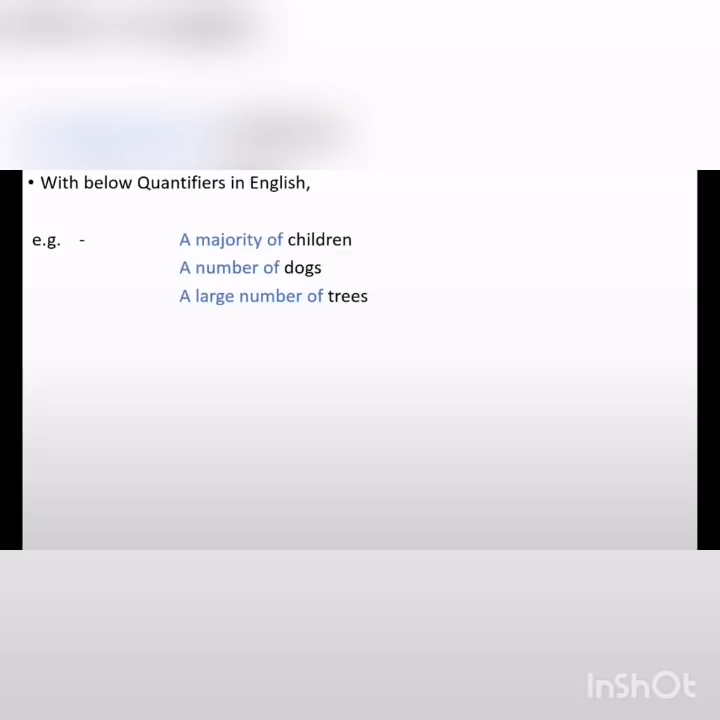 • With below Quantifiers in English,
e.g. - A majority of children
A number of dogs
A large number of trees
InShOt